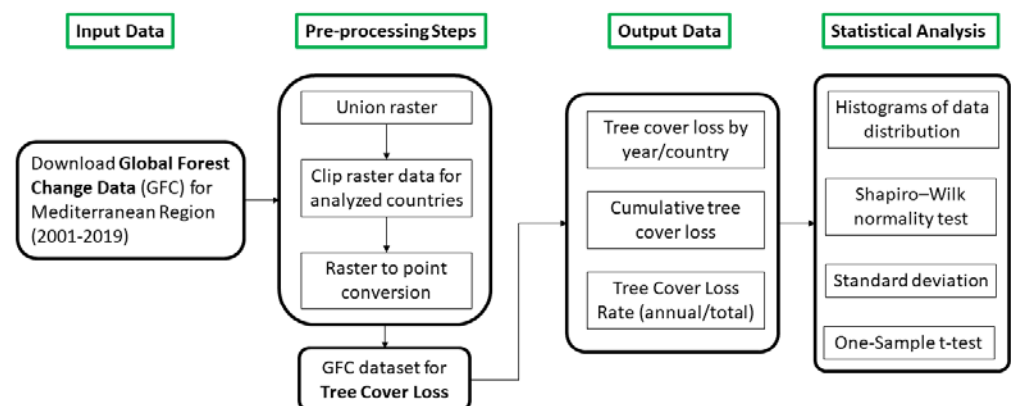 Input Data
Pre-processing Steps
Output Data
Statistical Analysis
Download Global Forest
Change Data (GFC) for
Mediterranean Region
(2001-2019)
Union raster
Clip raster data for
analyzed countries
Raster to point
conversion
GFC dataset for
Tree Cover Loss
Tree cover loss by
year/country
Cumulative tree
cover loss
Tree Cover Loss
Rate (annual/total)
Histograms of data
distribution
Shapiro–Wilk
normality test
Standard deviation
One-Sample t-test